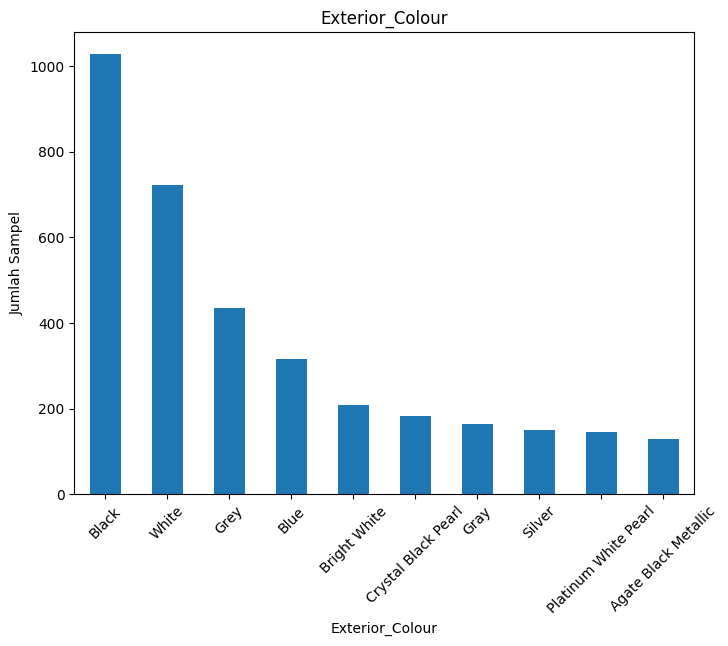 Exterior_Colour
Jumlah Sampel
1000
800
600
400
200
0
Black
White
Grey
Blue
Bright White
Crystal Black Pearl
Gray
Silver
Platinum White Pearl
Agate Black Metallic
Exterior_Colour